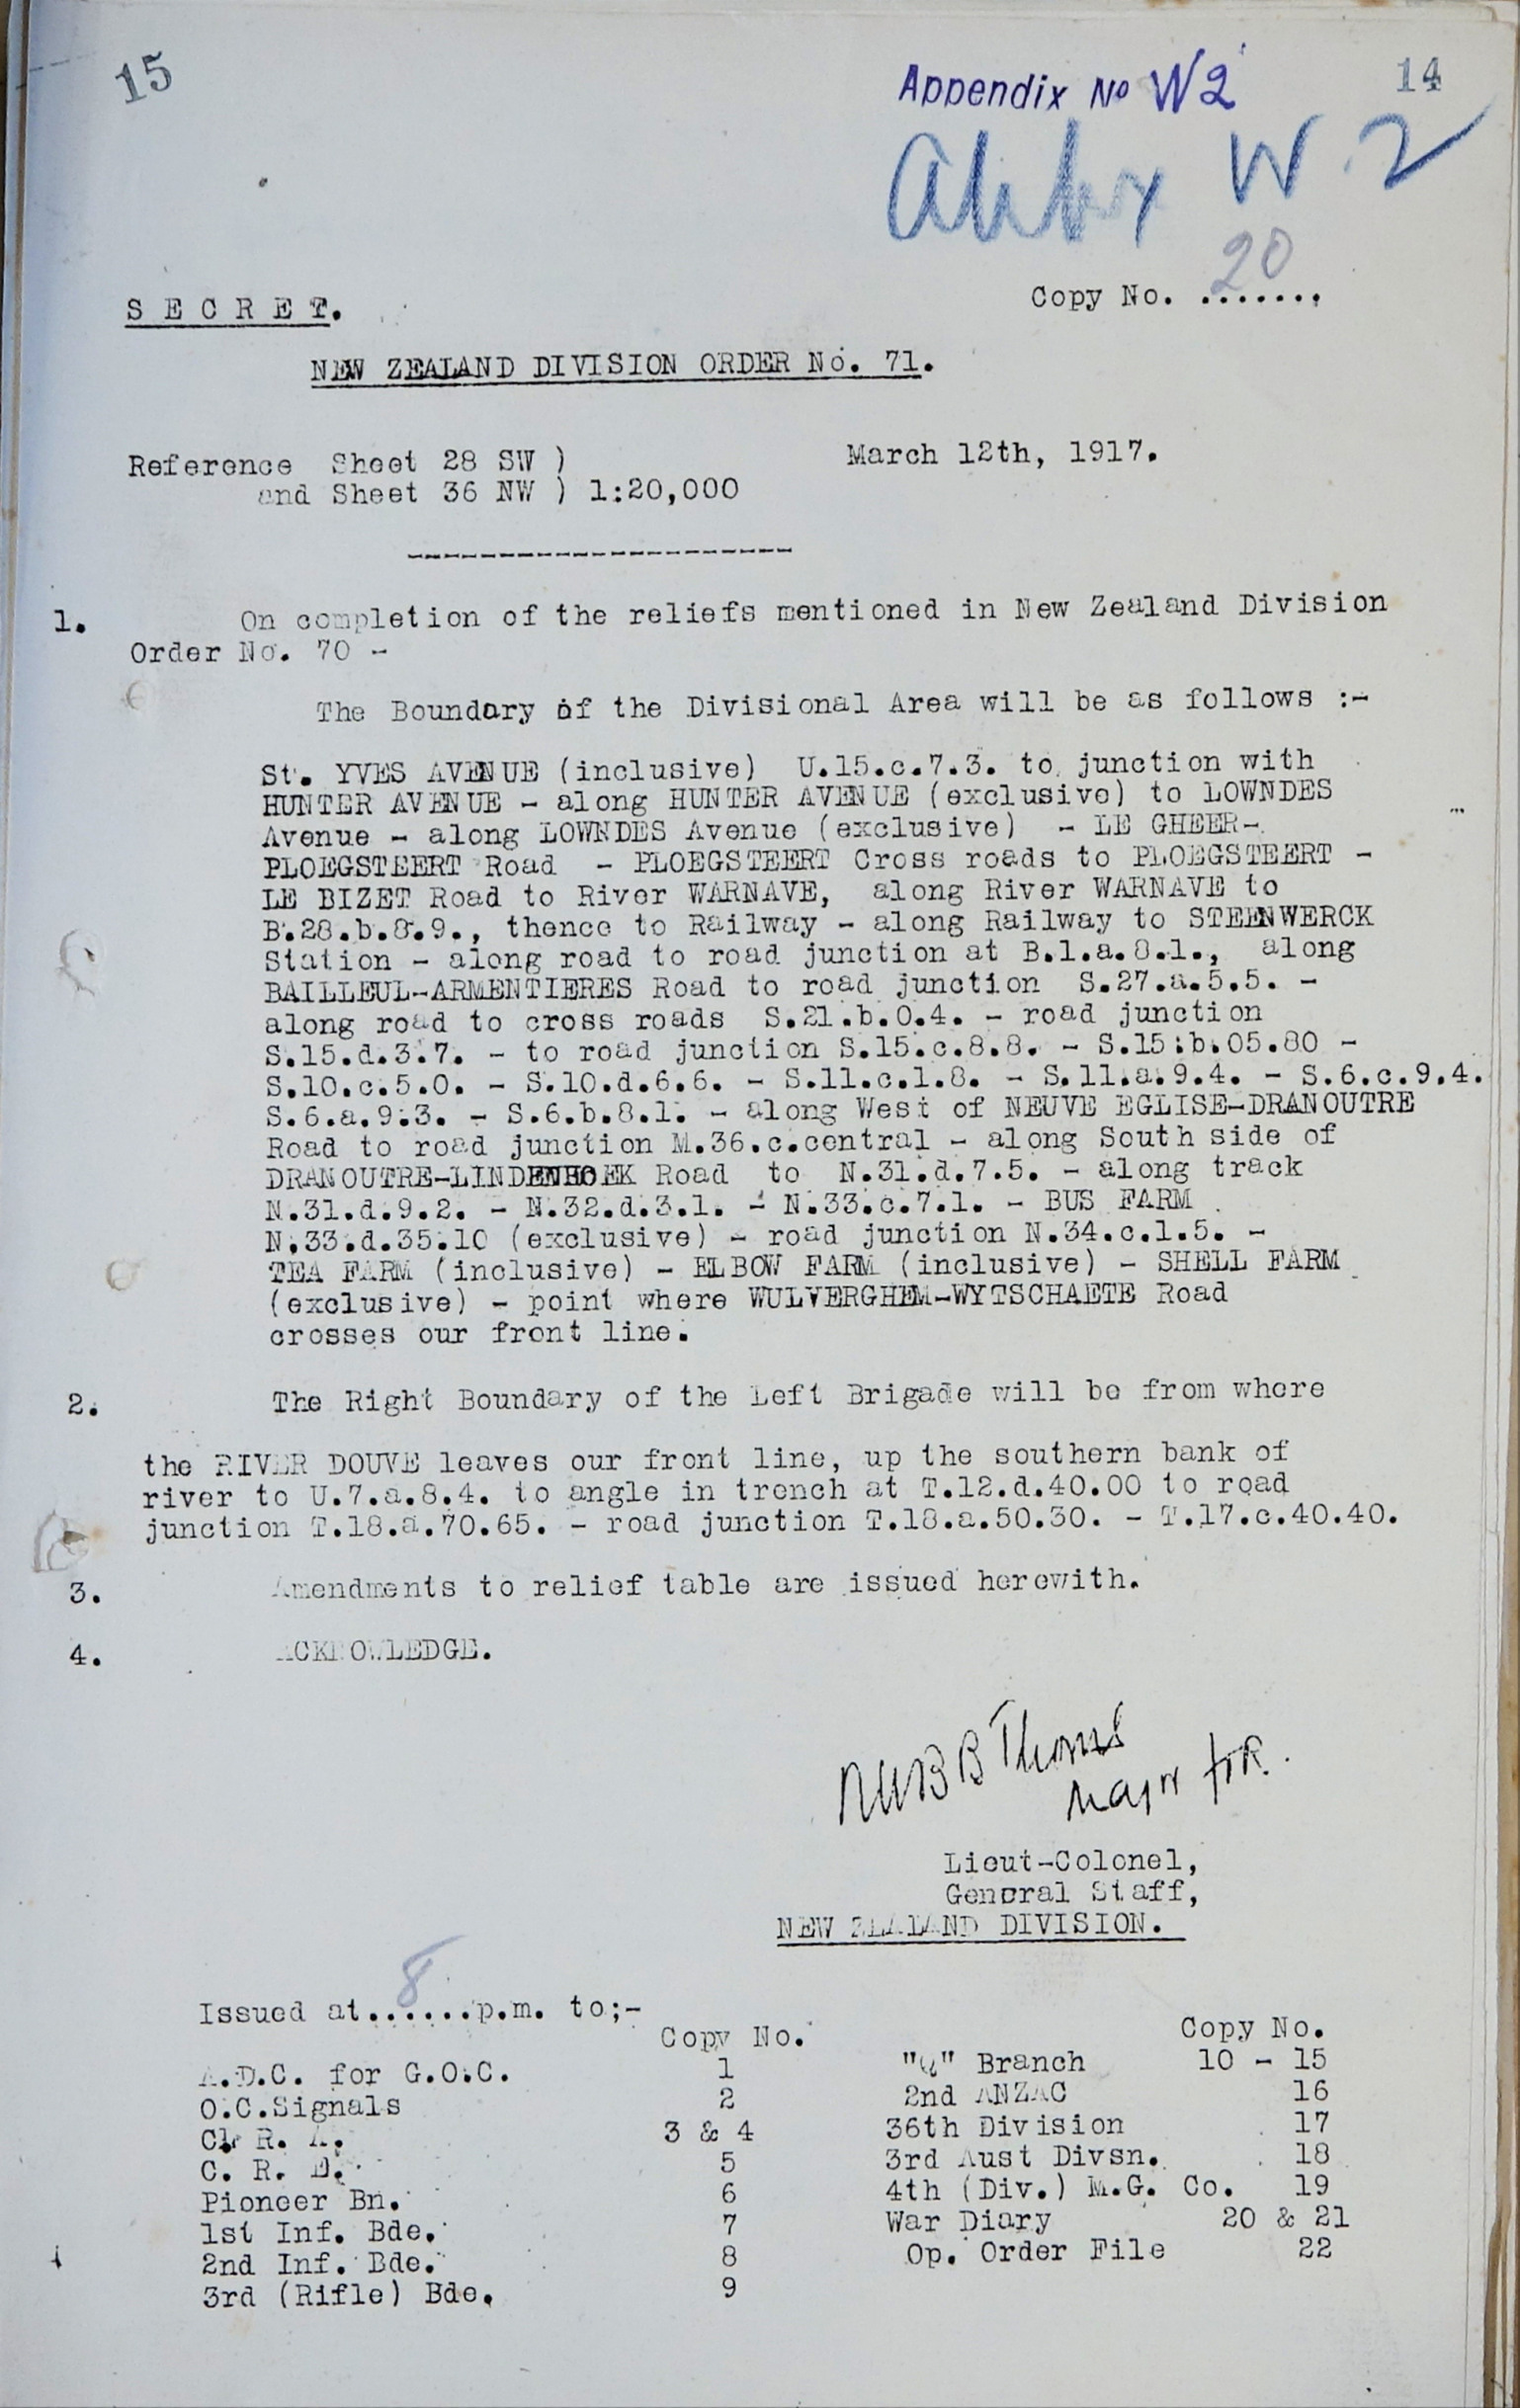 15
14
Appendix No W2
W 2
20
Copy No. .......
S E C R E T.
NEW ZEALAND DIVISION ORDER No. 71.
March 12th, 1917.
Reference Sheet 28 SW )
and Sheet 36 NW ) 1:20,000
----------------------
1. On completion of the reliefs mentioned in New Zealand Division
Order No. 70 -
The Boundary of the Divisional Area will be as follows :-
St. YVES AVENUE (inclusive) U.15.c.7.3. to junction with
HUNTER AVENUE - along HUNTER AVENUE (exclusive) to LOWNDES
Avenue - along LOWNDES Avenue (exclusive) - LE GHEER-
PLOEGSTEERT Road - PLOEGSTEERT Cross roads to PLOEGSTEERT -
LE BIZET Road to River WARNAVE, along River WARNAVE to
B.28.b.8.9., thence to Railway - along Railway to STEENWERCK
Station - along road to road junction at B.1.a.8.1., along
BAILLEUL-ARMENTIERES Road to road junction S.27.a.5.5. -
along road to cross roads S.21.b.0.4. - road junction
S.15.d.3.7. - to road junction S.15.c.8.8. - S.15.b.05.80 -
S.10.c.5.0. - S.10.d.6.6. - S.11.c.1.8. - S.11.a.9.4. - S.6.c.9.4.
S.6.a.9.3. - S.6.b.8.1. - along West of NEUVE EGLISE-DRANOUTRE
Road to road junction M.36.c.central - along South side of
DRANOUTRE-LINDENHOEK Road to N.31.d.7.5. - along track
N.31.d.9.2. - N.32.d.3.1. - N.33.c.7.1. - BUS FARM
N.33.d.35.10 (exclusive) - road junction N.34.c.1.5. -
TEA FARM (inclusive) - ELBOW FARM (inclusive) - SHELL FARM
(exclusive) - point where WULVERGHEM-WYTSCHAETE Road
crosses our front line.
2. The Right Boundary of the Left Brigade will be from where
the RIVER DOUVE leaves our front line, up the southern bank of
river to U.7.a.8.4. to angle in trench at T.12.d.40.00 to road
junction T.18.a.70.65. - road junction T.18.a.50.30. - T.17.c.40.40.
3. Amendments to relief table are issued herewith.
4. ACKNOWLEDGE.
Major
Lieut-Colonel,
General Staff,
NEW ZEALAND DIVISION.
8
Issued at......p.m. to;-
Copy No.
Copy No.
A.D.C. for G.O.C. 1 "Q" Branch 10 - 15
O.C.Signals 2 2nd ANZAC 16
C. R. A. 3 & 4 36th Division 17
C. R. E. 5 3rd Aust Divsn. 18
Pioneer Bn. 6 4th (Div.) M.G. Co. 19
1st Inf. Bde. 7 War Diary 20 & 21
2nd Inf. Bde. 8 Op. Order File 22
3rd (Rifle) Bde. 9